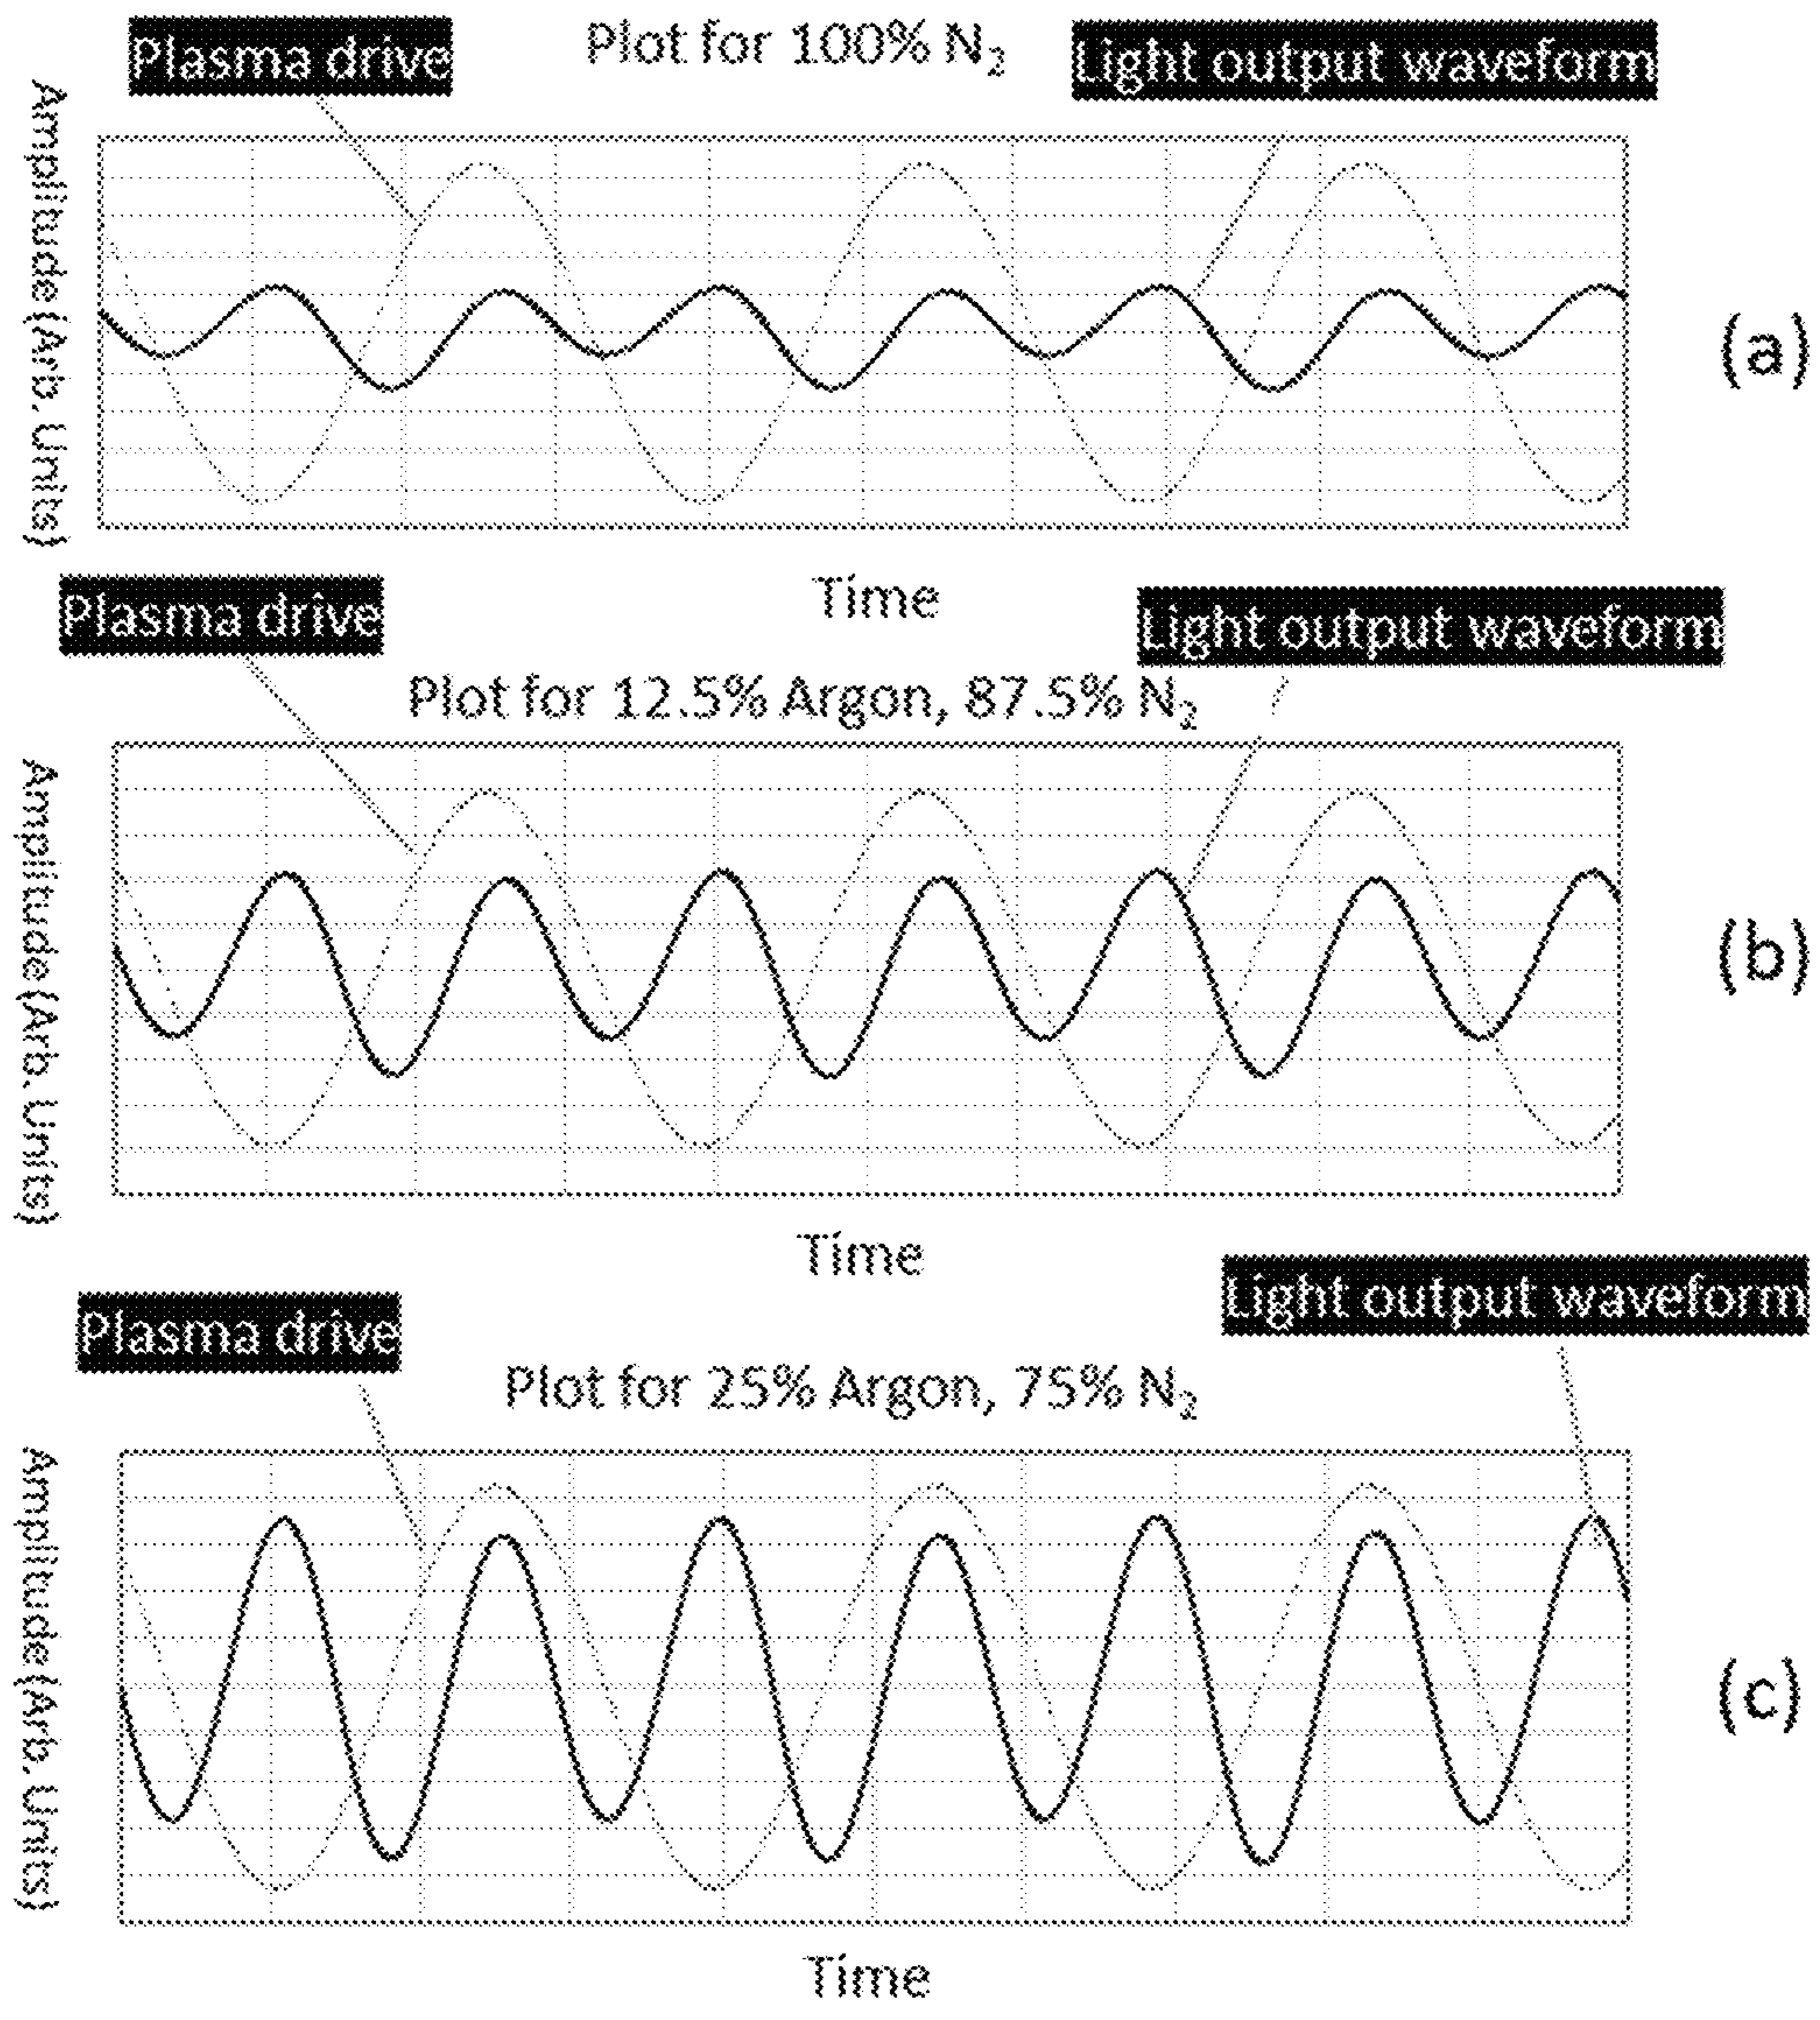 Plasma drive
Plot for 100% N₂
Light output waveform
Amplitude (Arb. Units)
(a)
Time
Plasma drive
Light output waveform
Plot for 12.5% Argon, 87.5% N₂
Amplitude (Arb. Units)
(b)
Time
Light output waveform
Plasma drive
Plot for 25% Argon, 75% N₂
Amplitude (Arb. Units)
(c)
Time